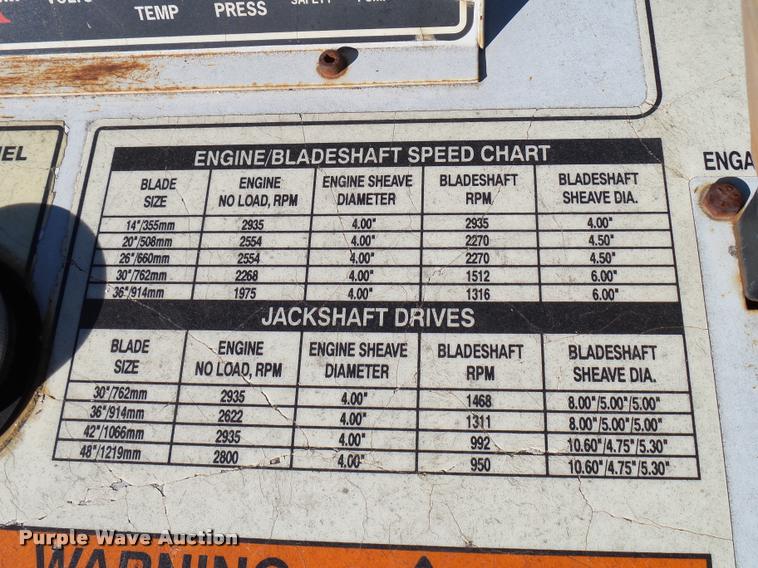 VOLTS
TEMP PRESS SAFETY
ENGINE/BLADESHAFT SPEED CHART
BLADE SIZE ENGINE NO LOAD, RPM ENGINE SHEAVE DIAMETER BLADESHAFT RPM BLADESHAFT SHEAVE DIA.
14"/355mm 2935 4.00" 2935 4.00"
20"/508mm 2554 4.00" 2270 4.50"
26"/660mm 2554 4.00" 2270 4.50"
30"/762mm 2268 4.00" 1512 6.00"
36"/914mm 1975 4.00" 1316 6.00"
JACKSHAFT DRIVES
BLADE SIZE ENGINE NO LOAD, RPM ENGINE SHEAVE DIAMETER BLADESHAFT RPM BLADESHAFT SHEAVE DIA.
30"/762mm 2935 4.00" 1468 8.00"/5.00"/5.00"
36"/914mm 2622 4.00" 1311 8.00"/5.00"/5.00"
42"/1066mm 2935 4.00" 992 10.60"/4.75"/5.30"
48"/1219mm 2800 4.00" 950 10.60"/4.75"/5.30"
ENGA
WARNING
Purple Wave Auction